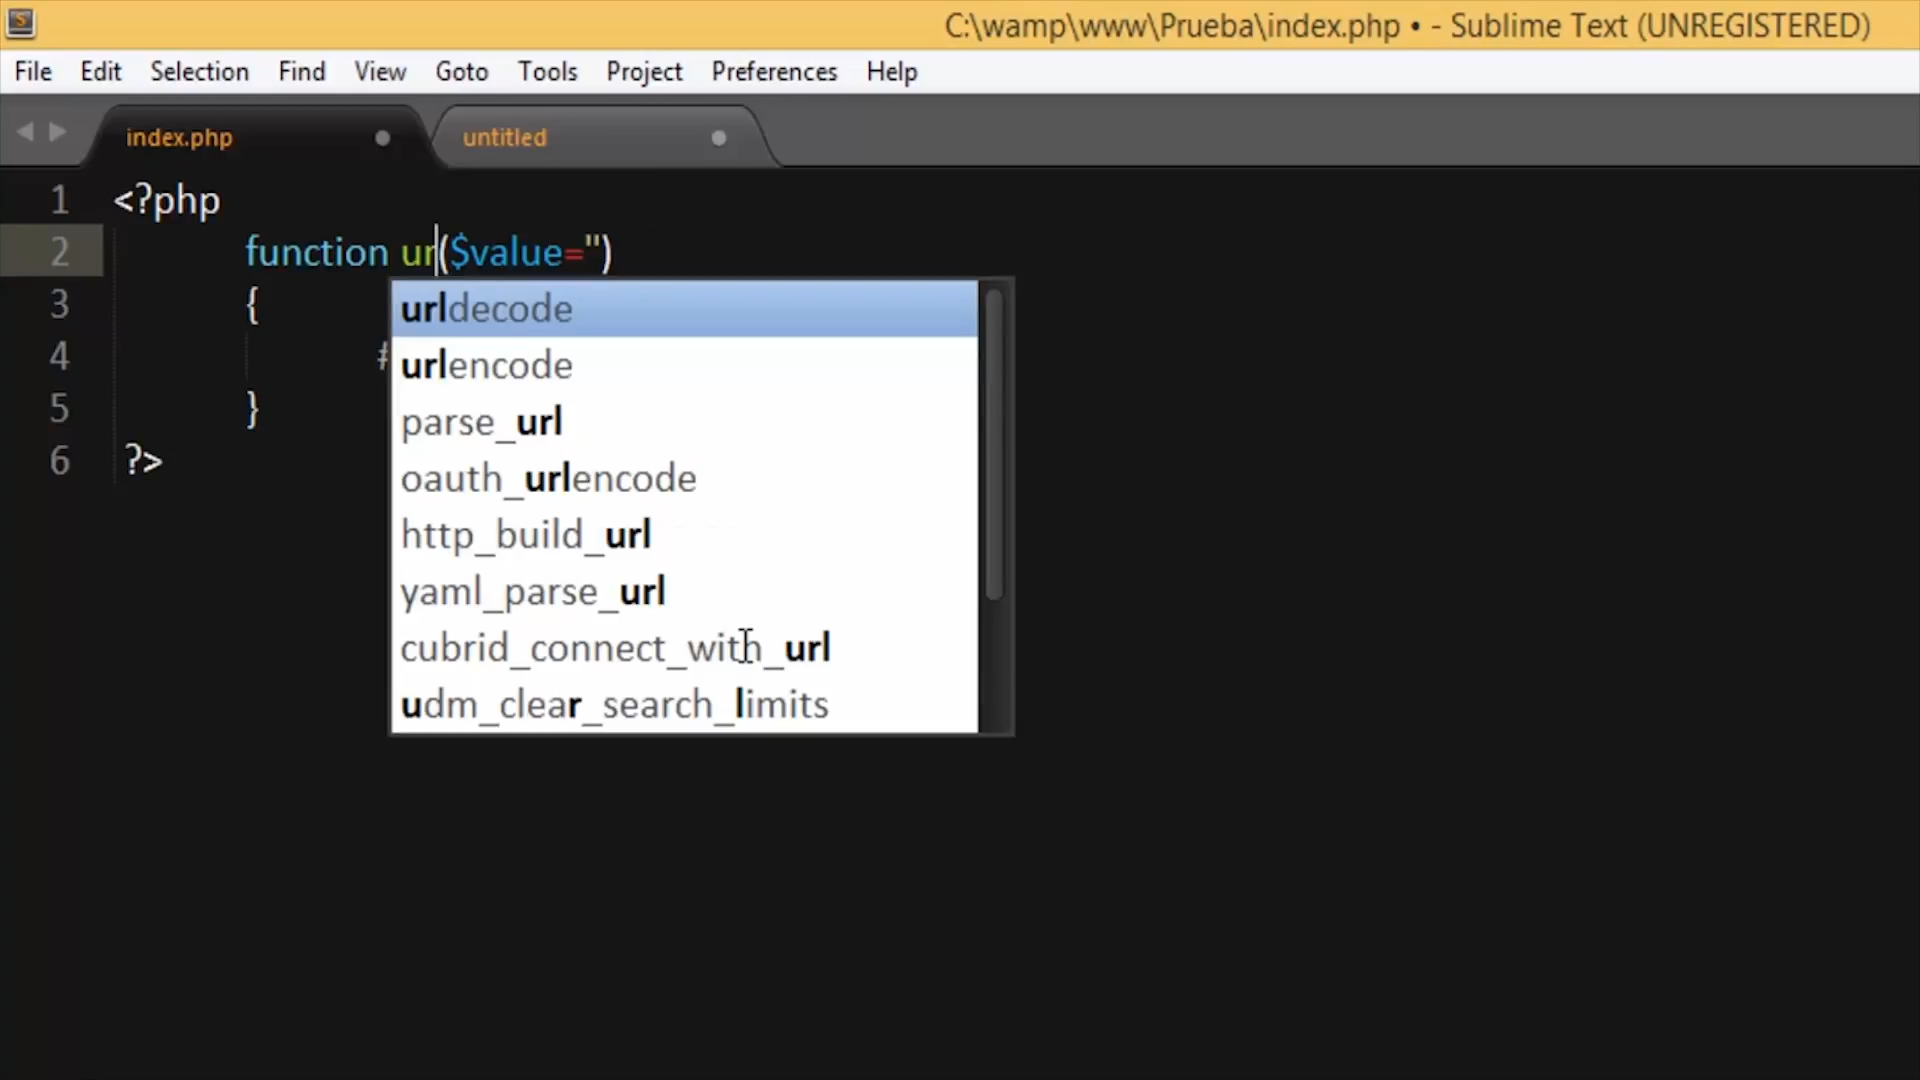 C:\wamp\www\Prueba\index.php • - Sublime Text (UNREGISTERED)
File Edit Selection Find View Goto Tools Project Preferences Help
index.php untitled
1 <?php
2 function ur($value='')
3 {
4 #
5 }
6 ?>
urldecode
urlencode
parse_url
oauth_urlencode
http_build_url
yaml_parse_url
cubrid_connect_with_url
udm_clear_search_limits